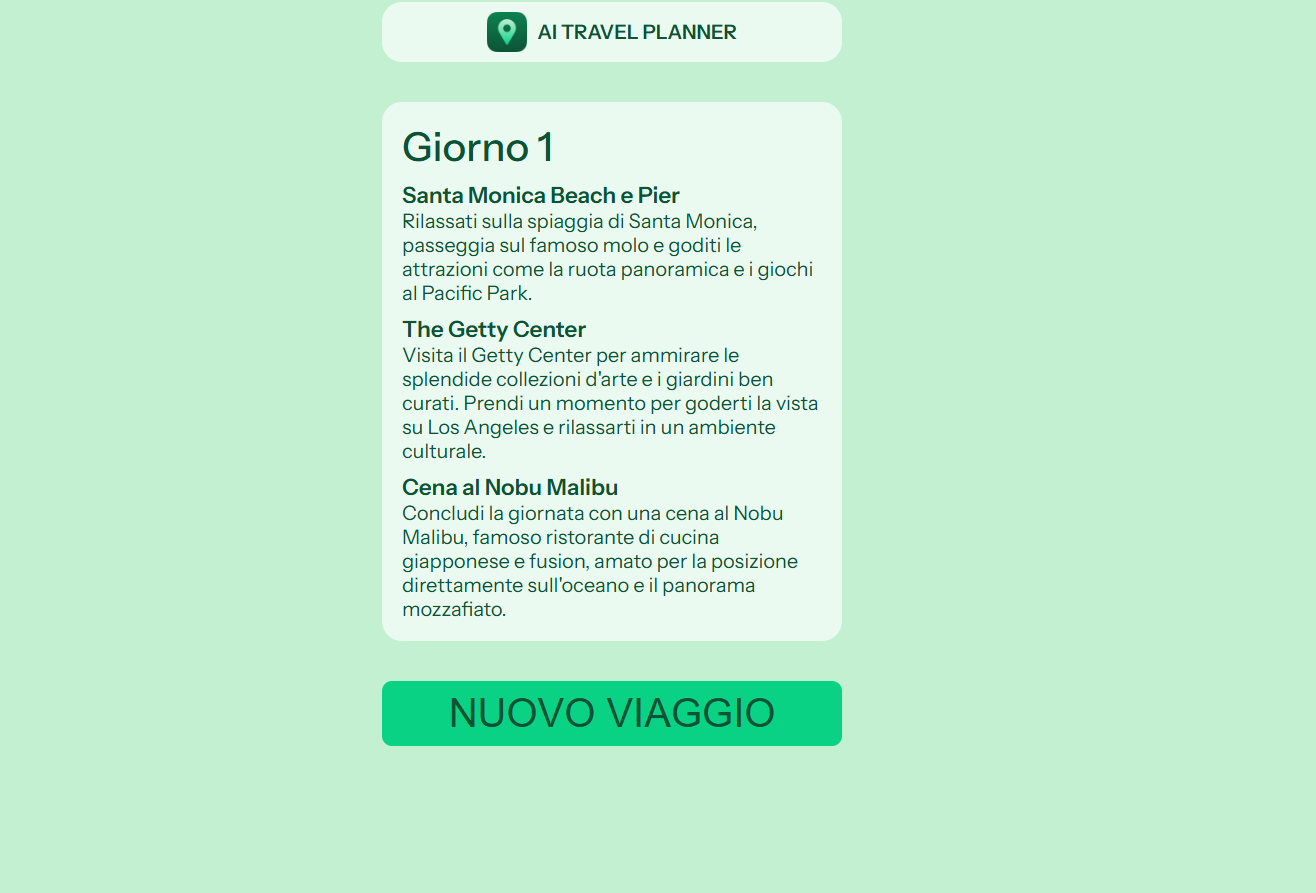 AI TRAVEL PLANNER
Giorno 1
Santa Monica Beach e Pier
Rilassati sulla spiaggia di Santa Monica,
passeggia sul famoso molo e goditi le
attrazioni come la ruota panoramica e i giochi
al Pacific Park.
The Getty Center
Visita il Getty Center per ammirare le
splendide collezioni d'arte e i giardini ben
curati. Prendi un momento per goderti la vista
su Los Angeles e rilassarti in un ambiente
culturale.
Cena al Nobu Malibu
Concludi la giornata con una cena al Nobu
Malibu, famoso ristorante di cucina
giapponese e fusion, amato per la posizione
direttamente sull'oceano e il panorama
mozzafiato.
NUOVO VIAGGIO